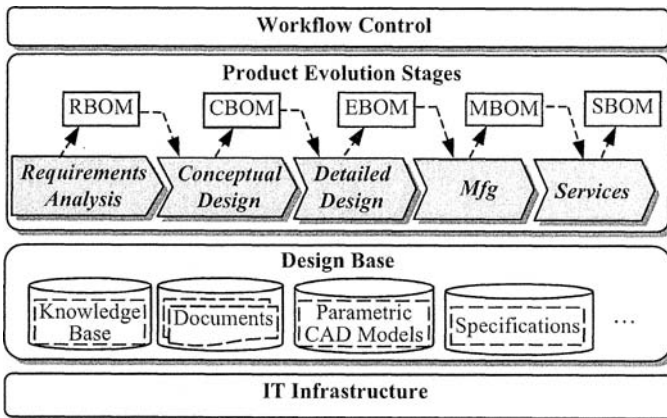 Workflow Control
Product Evolution Stages
RBOM
CBOM
EBOM
MBOM
SBOM
Requirements
Analysis
Conceptual
Design
Detailed
Design
Mfg
Services
Design Base
Knowledge
Base
Documents
Parametric
CAD Models
Specifications
...
IT Infrastructure